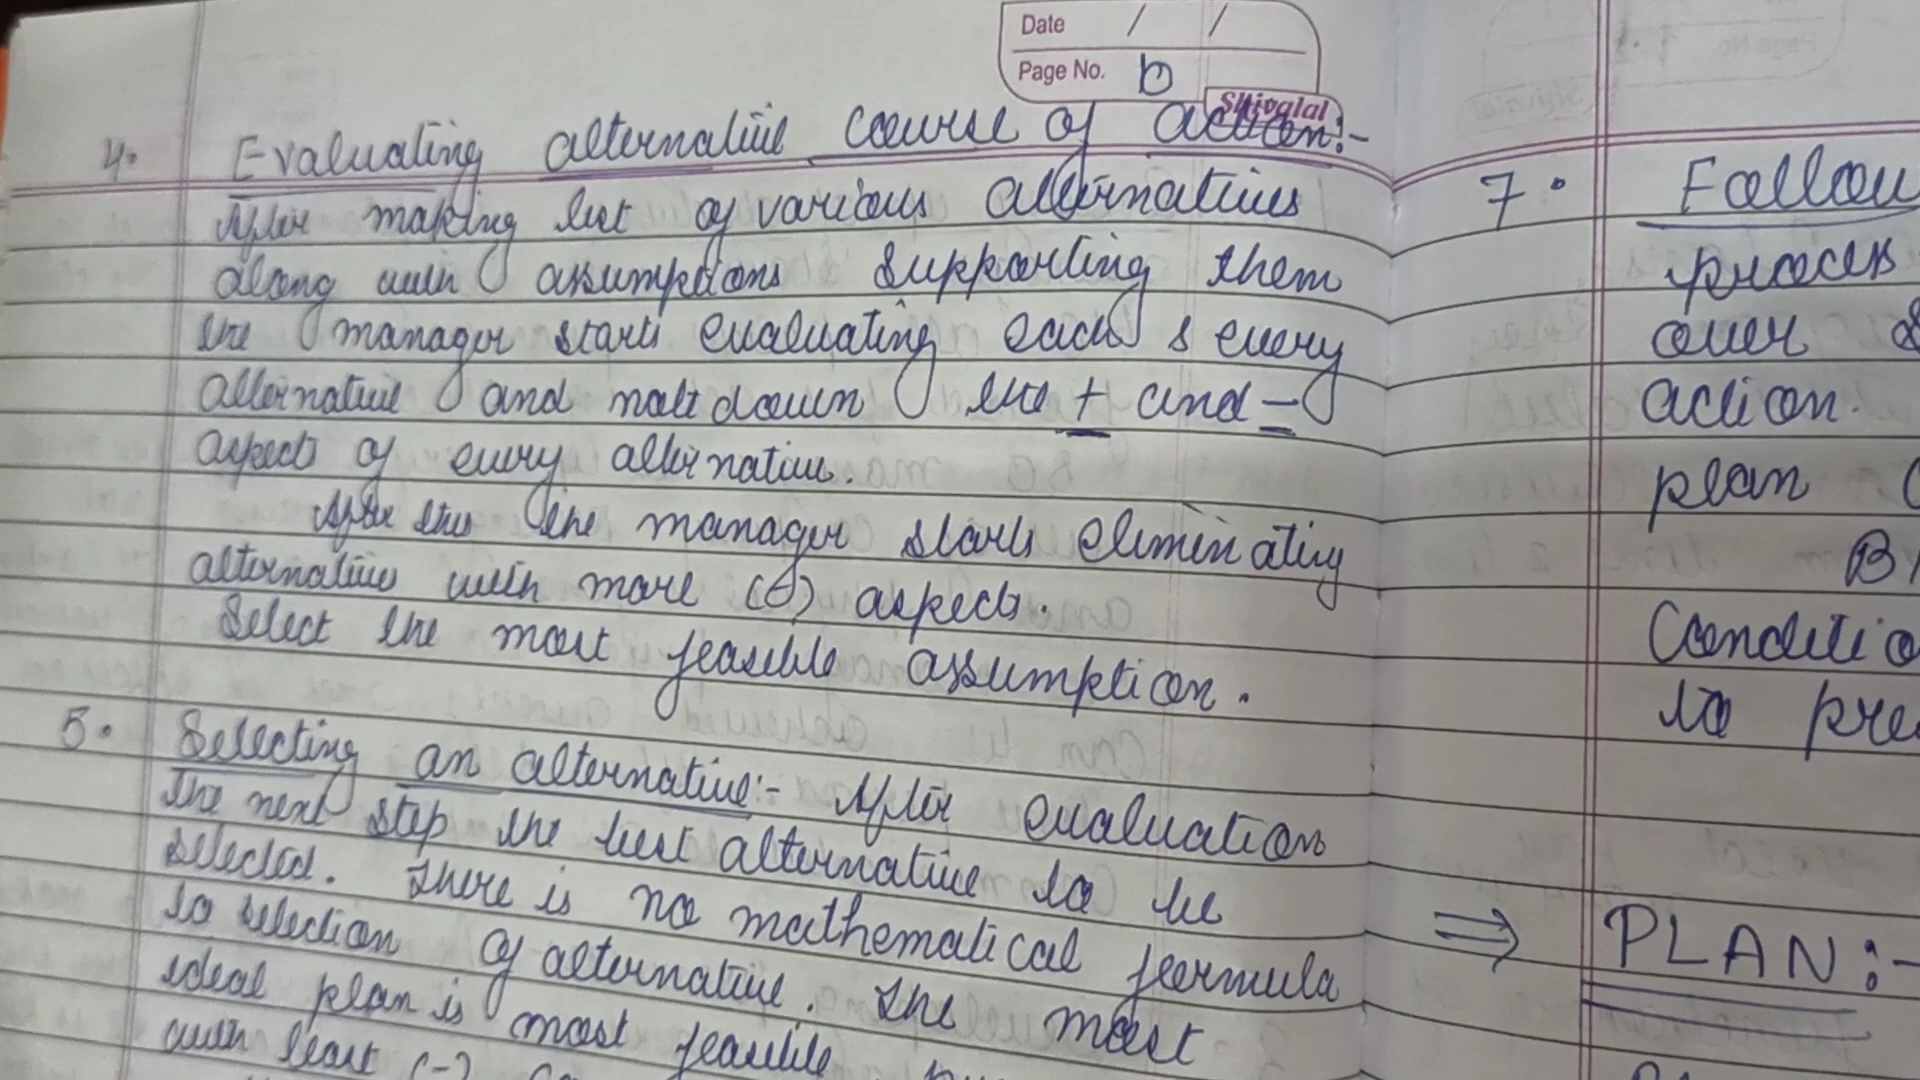 Date / /
Page No. 6
Shivalal
4. Evaluating alternative course of action:-
After making list of various alternatives
along with assumptions supporting them
the manager starts evaluating each & every
alternative and note down the + and -
aspects of every alternative.
After this the manager starts eliminating
alternatives with more (-) aspects.
Select the most feasible assumption.
5. Selecting an alternative:- After evaluation
The next step the best alternative to be
selected. There is no mathematical formula
to selection of alternative. The most
ideal plan is most feasible
with least (-)
7. Follow
process
over &
action.
plan
By
Conditio
to pre
⇒ PLAN:-